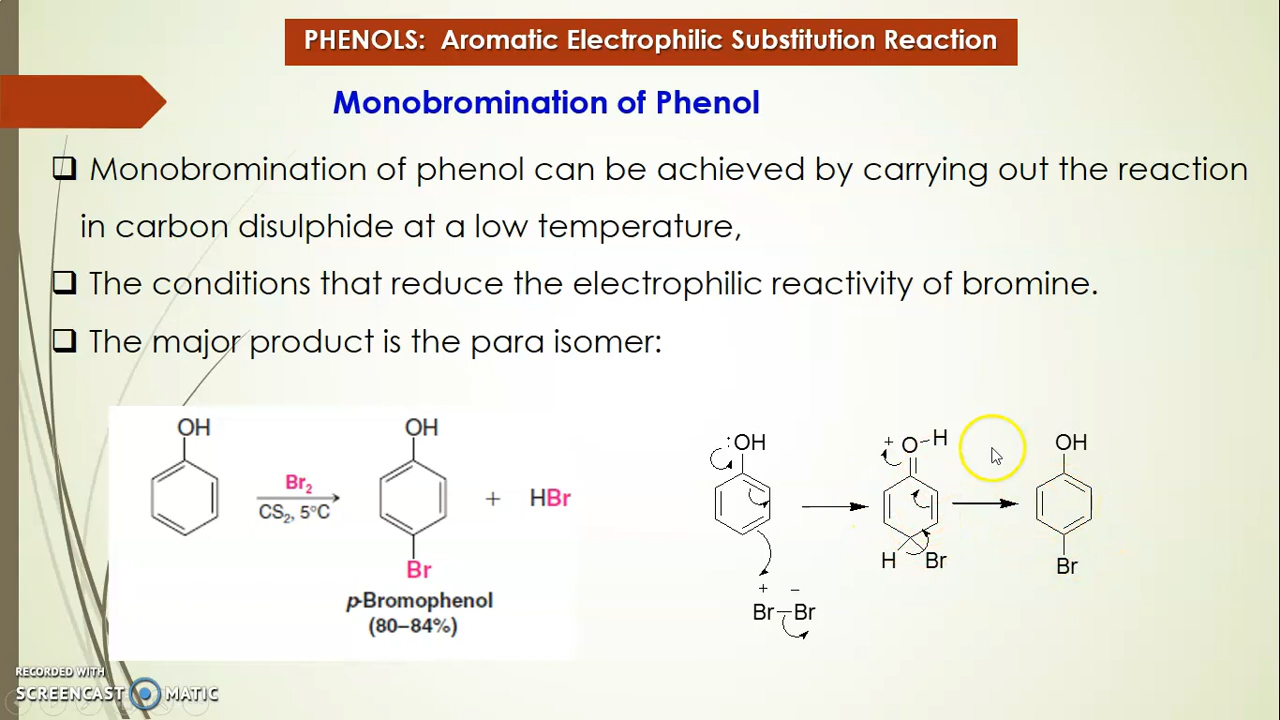 PHENOLS: Aromatic Electrophilic Substitution Reaction
Monobromination of Phenol
❑ Monobromination of phenol can be achieved by carrying out the reaction
in carbon disulphide at a low temperature,
❑ The conditions that reduce the electrophilic reactivity of bromine.
❑ The major product is the para isomer:
OH
Br₂
CS₂, 5°C
OH
Br
+ HBr
p-Bromophenol
(80–84%)
:OH
+ −
Br–Br
+ O–H
H Br
OH
Br
RECORDED WITH
SCREENCAST MATIC